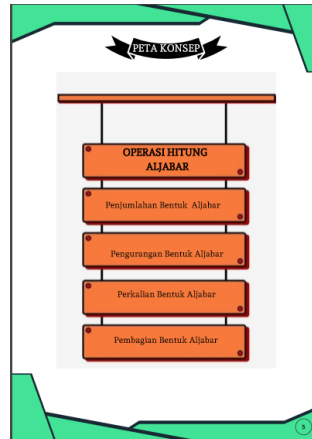 PETA KONSEP
OPERASI HITUNG
ALJABAR
Penjumlahan Bentuk Aljabar
Pengurangan Bentuk Aljabar
Perkalian Bentuk Aljabar
Pembagian Bentuk Aljabar
5